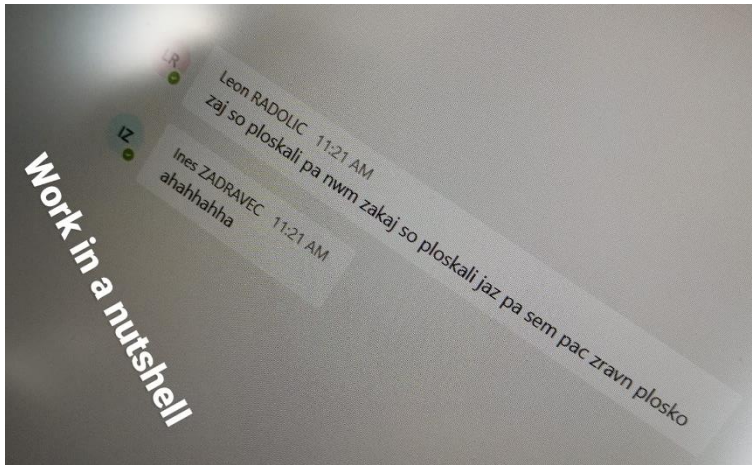 LR
Leon RADOLIC 11:21 AM
zaj so ploskali pa nwm zakaj so ploskali jaz pa sem pac zravn plosko
IZ
Ines ZADRAVEC 11:21 AM
ahahhahha
Work in a nutshell